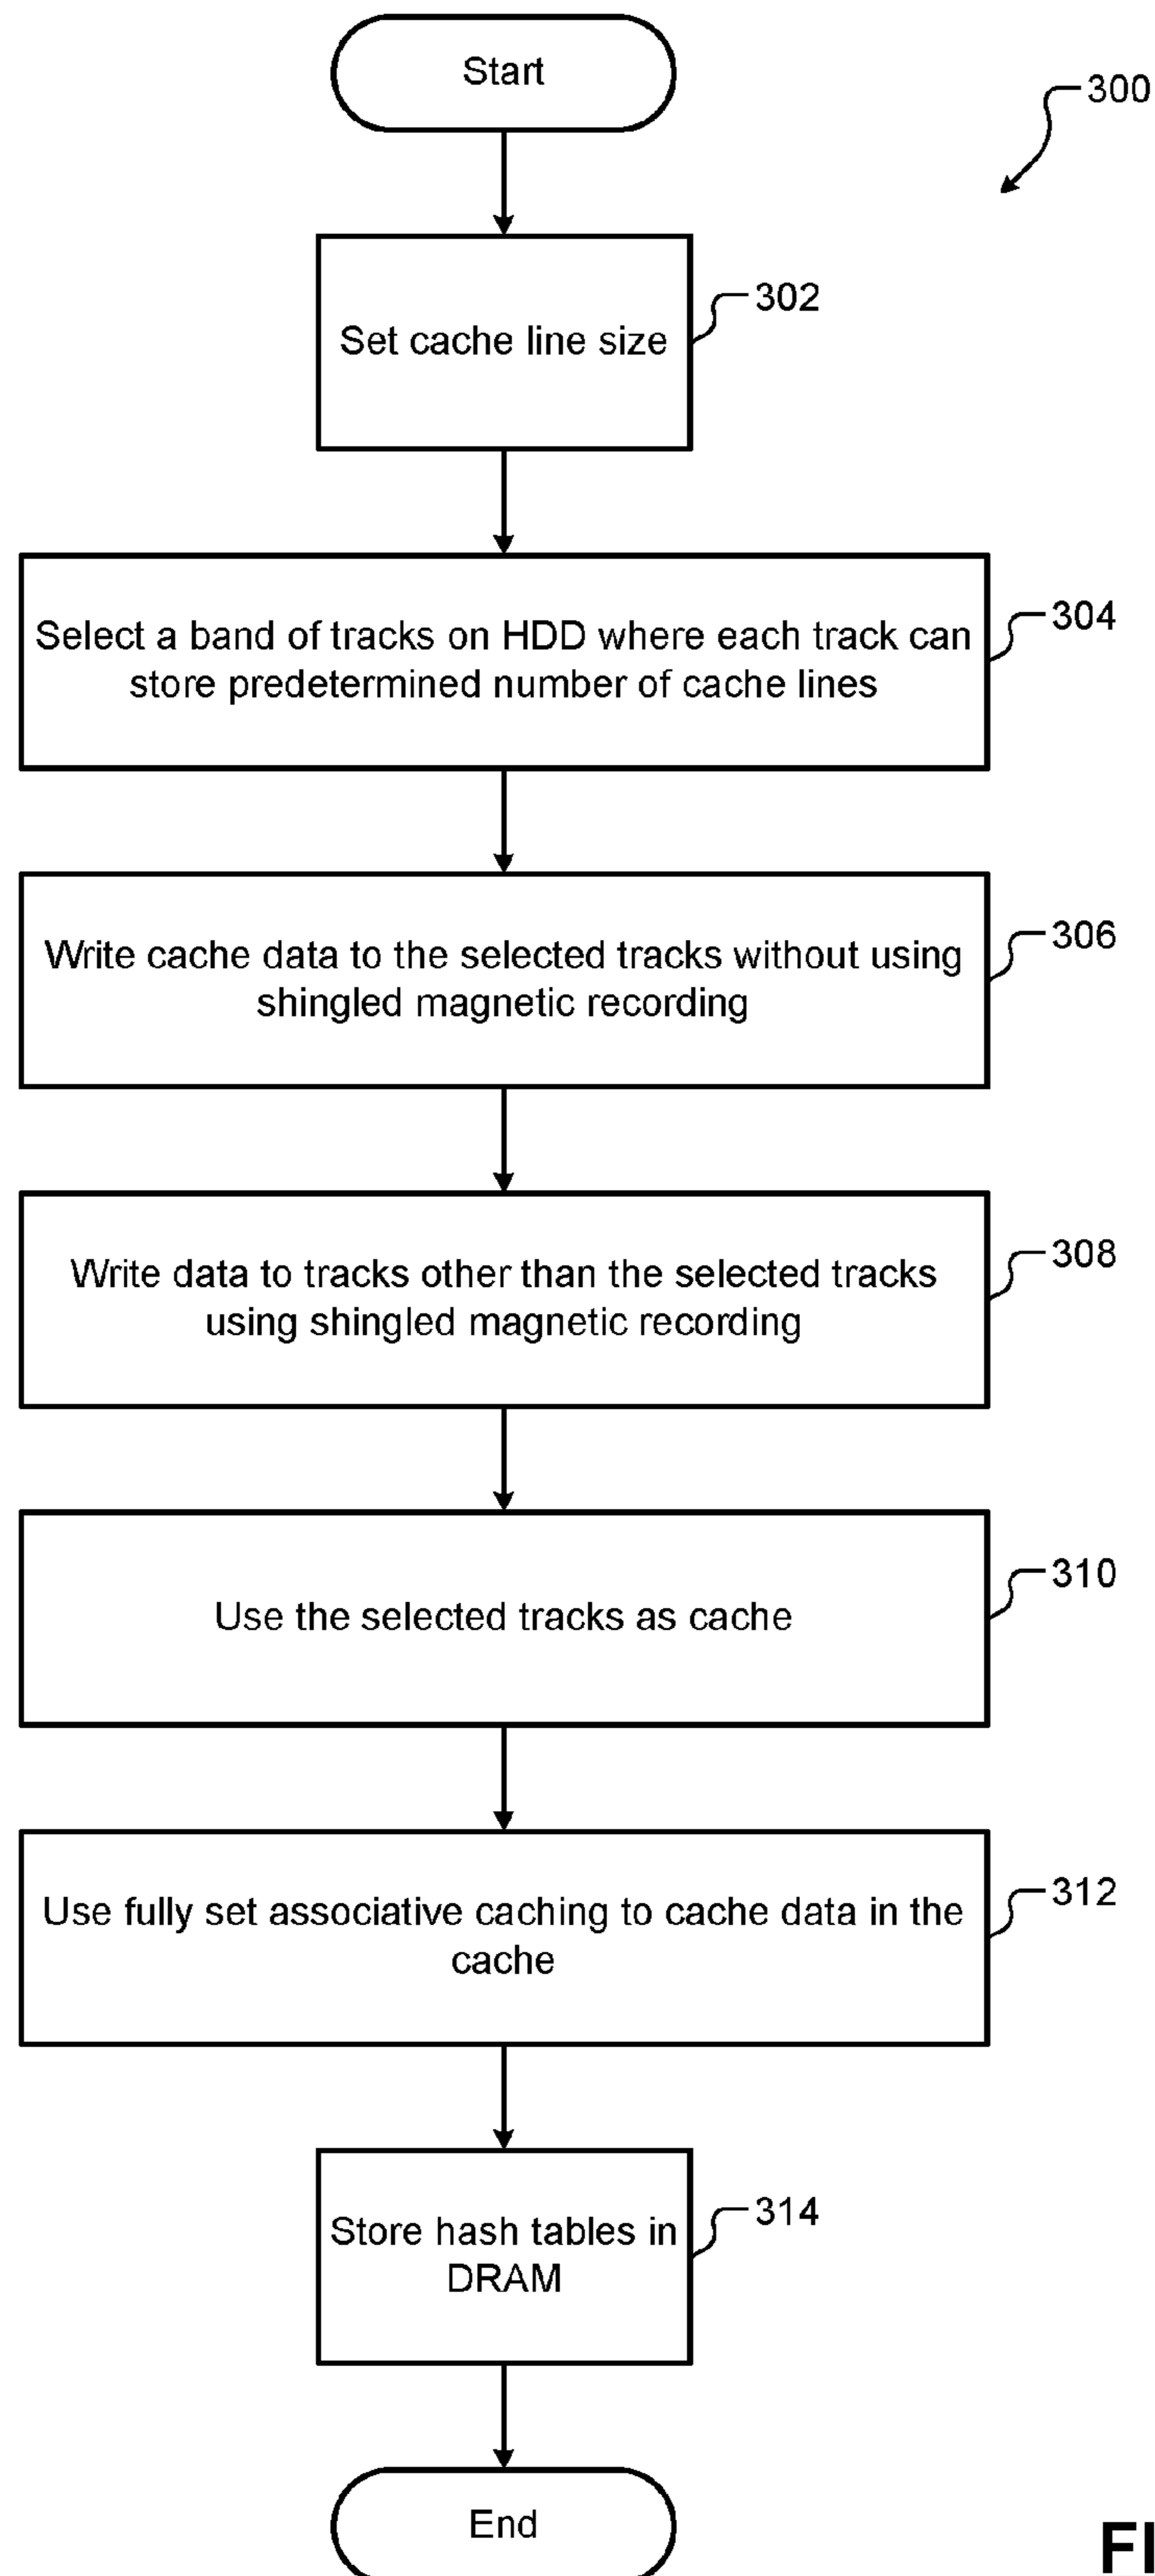 Start
300
Set cache line size
302
Select a band of tracks on HDD where each track can
store predetermined number of cache lines
304
Write cache data to the selected tracks without using
shingled magnetic recording
306
Write data to tracks other than the selected tracks
using shingled magnetic recording
308
Use the selected tracks as cache
310
Use fully set associative caching to cache data in the
cache
312
Store hash tables in
DRAM
314
End
FI